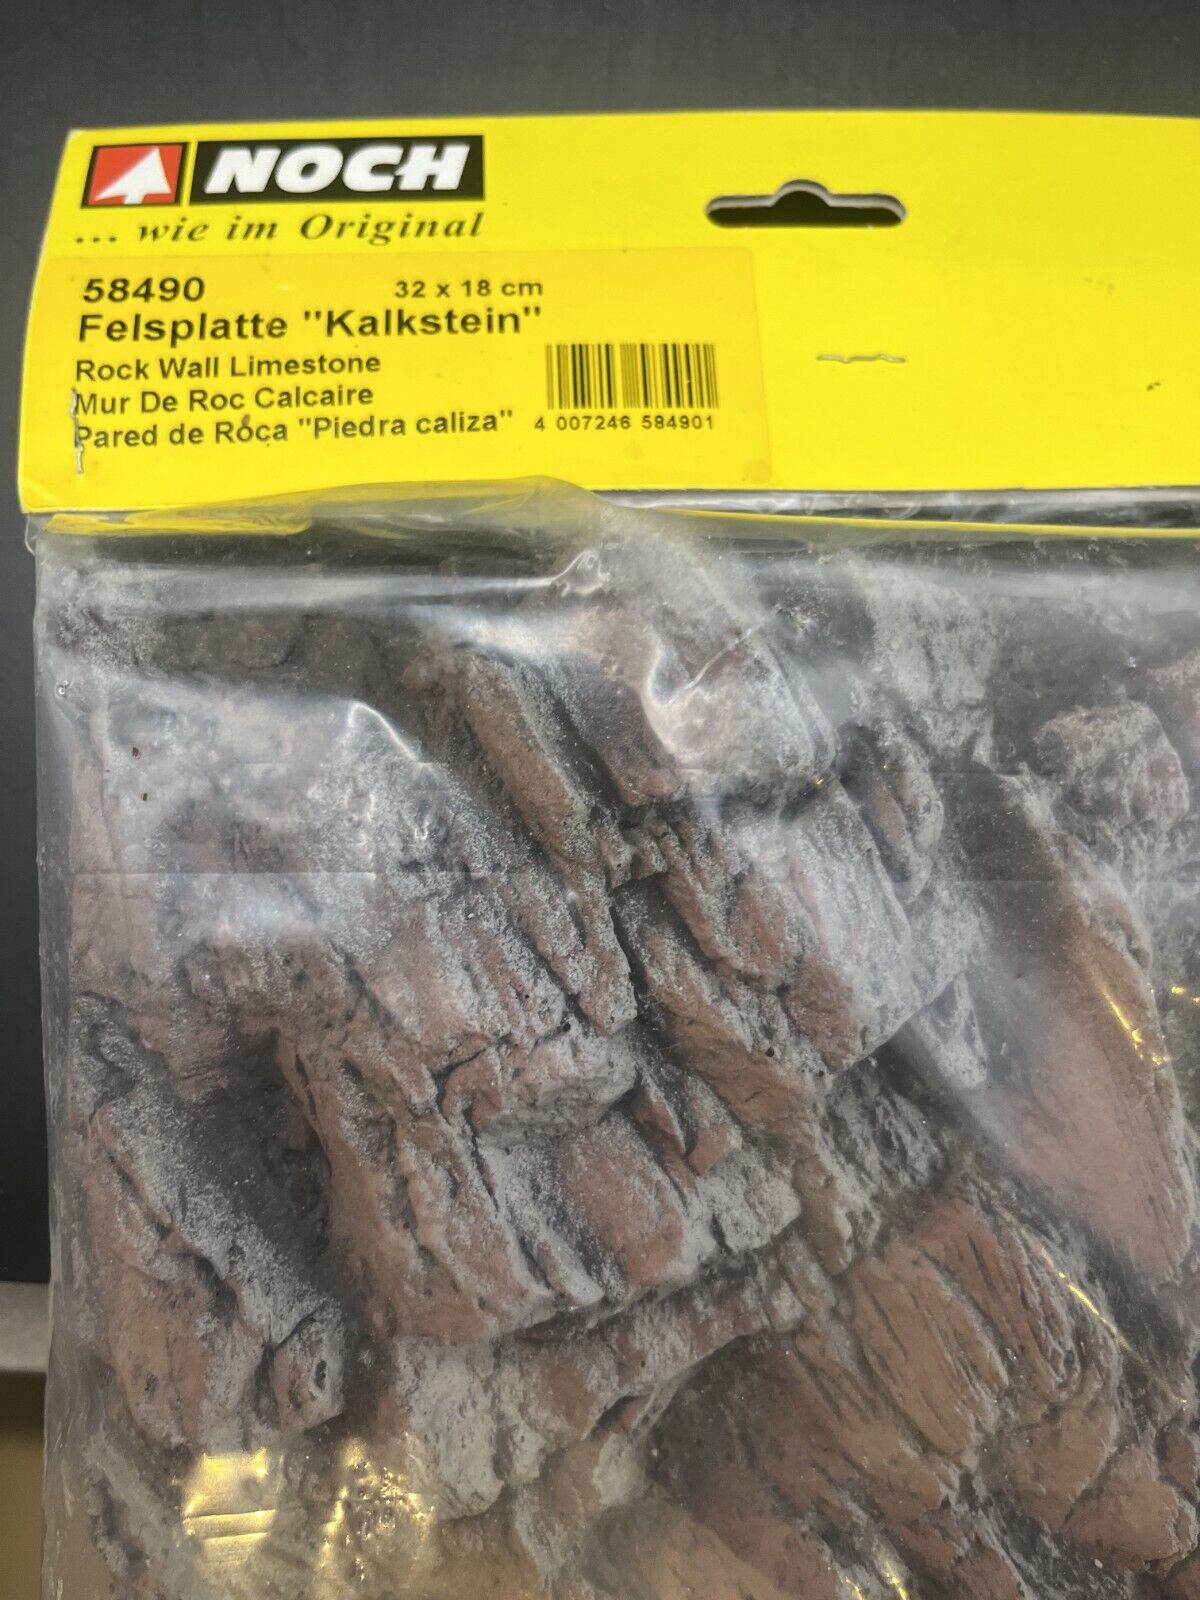 NOCH
... wie im Original
58490 32 x 18 cm
Felsplatte "Kalkstein"
Rock Wall Limestone
Mur De Roc Calcaire
Pared de Roca "Piedra caliza"
4 007246 584901